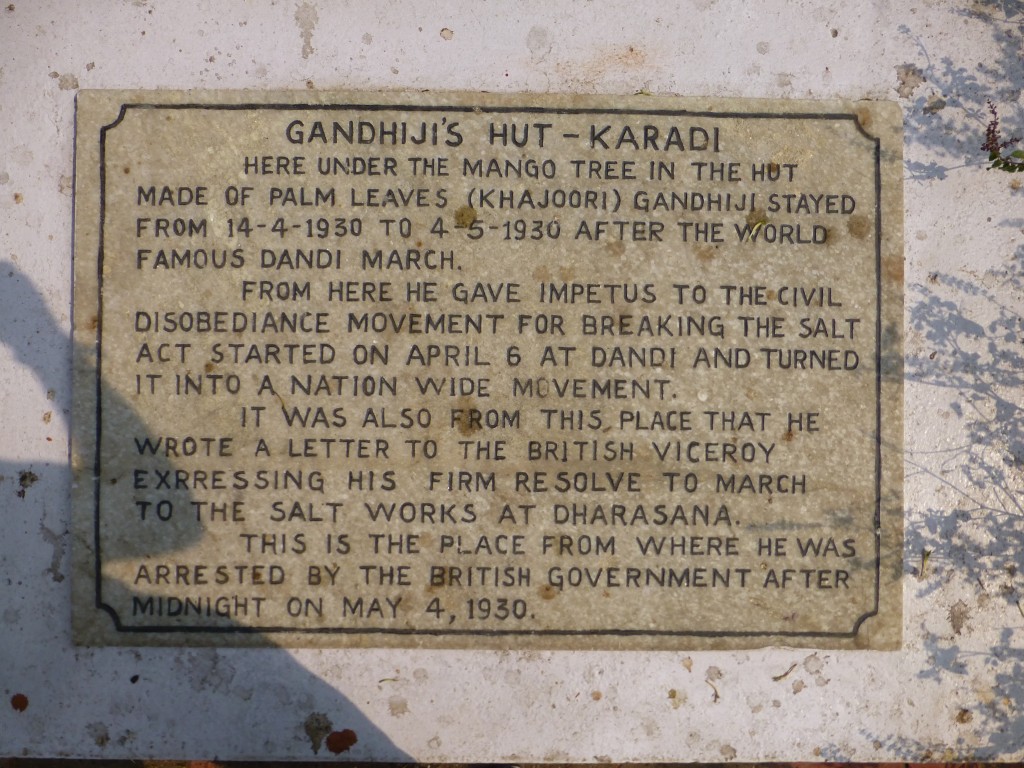 GANDHIJI'S HUT - KARADI
HERE UNDER THE MANGO TREE IN THE HUT
MADE OF PALM LEAVES (KHAJOORI) GANDHIJI STAYED
FROM 14-4-1930 TO 4-5-1930 AFTER THE WORLD
FAMOUS DANDI MARCH.
FROM HERE HE GAVE IMPETUS TO THE CIVIL
DISOBEDIANCE MOVEMENT FOR BREAKING THE SALT
ACT STARTED ON APRIL 6 AT DANDI AND TURNED
IT INTO A NATION WIDE MOVEMENT.
IT WAS ALSO FROM THIS PLACE THAT HE
WROTE A LETTER TO THE BRITISH VICEROY
EXRRESSING HIS FIRM RESOLVE TO MARCH
TO THE SALT WORKS AT DHARASANA.
THIS IS THE PLACE FROM WHERE HE WAS
ARRESTED BY THE BRITISH GOVERNMENT AFTER
MIDNIGHT ON MAY 4, 1930.